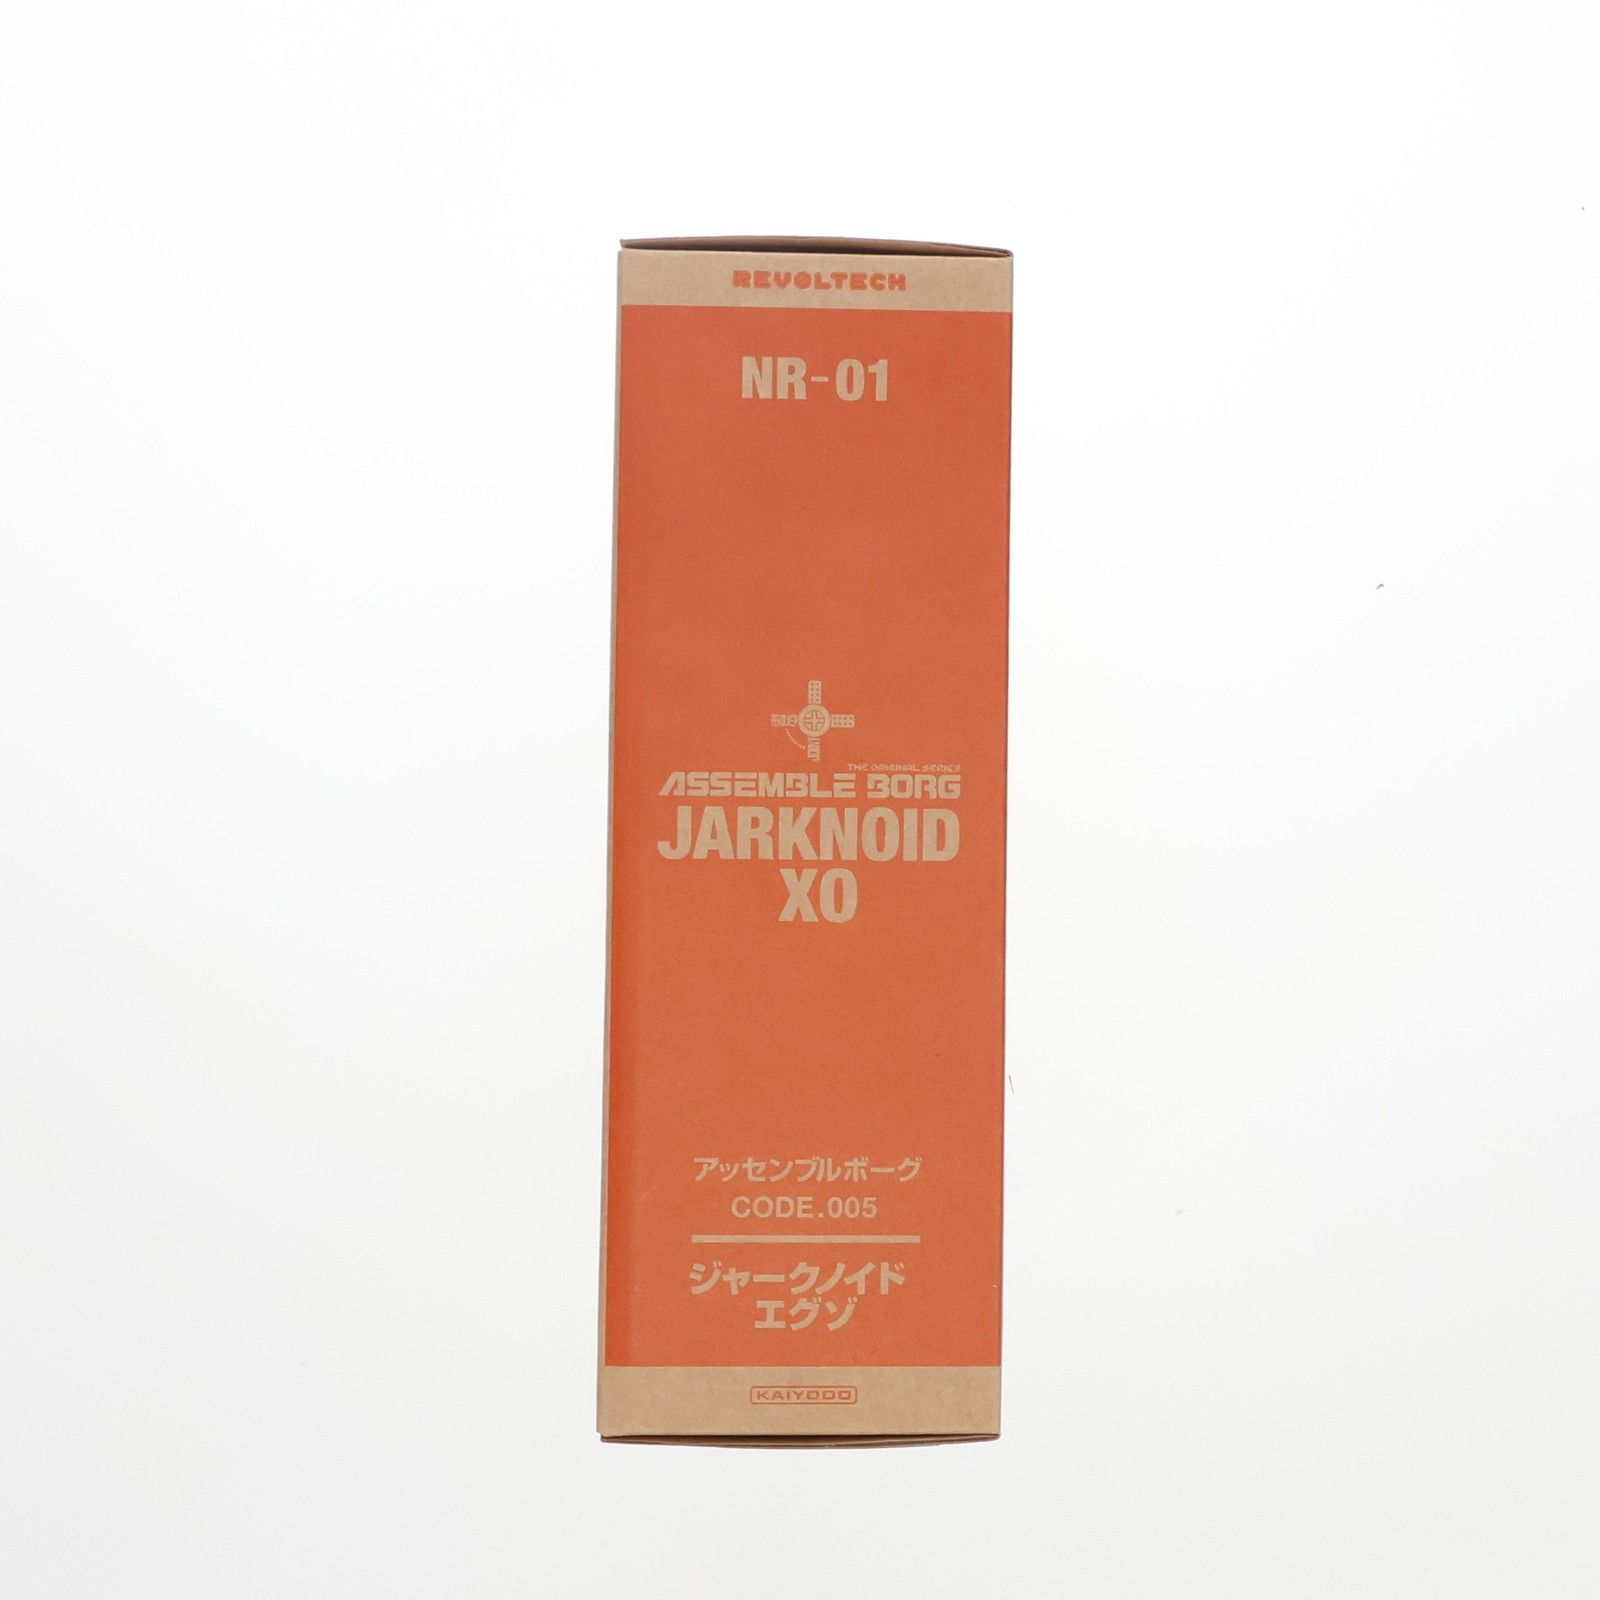 REVOLTECH
NR-01
THE ORIGINAL SERIES
ASSEMBLE BORG
JARKNOID
XO
アッセンブルボーグ
CODE.005
ジャークノイド
エグゾ
KAIYODO